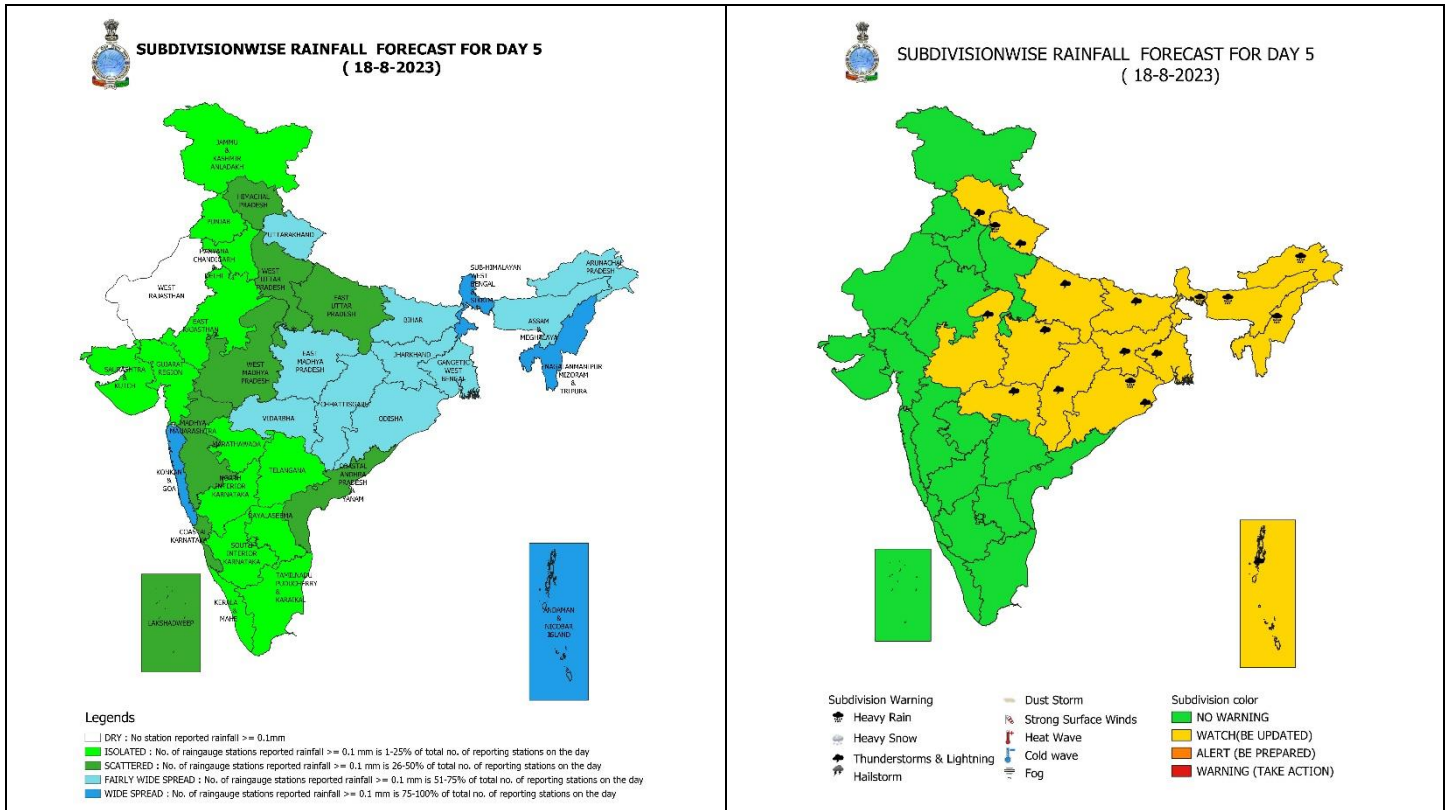 SUBDIVISIONWISE RAINFALL FORECAST FOR DAY 5
( 18-8-2023)
JAMMU
&
KASHMIR
ANLADAKH
HIMACHAL
PRADESH
PUNJAB
UTTARAKHAND
CHANDIGARH
&
DELHI
WEST
RAJASTHAN
WEST
UTTAR
PRADESH
EAST
UTTAR
PRADESH
SUB-HIMALAYAN
WEST
BENGAL
&
ARUNACHAL
PRADESH
ASSAM
&
MEGHALAYA
BIHAR
EAST
RAJASTHAN
JHARKHAND
GANGETIC
WEST
BENGAL
MIZORAM
&
TRIPURA
SAURASHTRA
&
KUTCH
GUJARAT
REGION
WEST
MADHYA
PRADESH
EAST
MADHYA
PRADESH
VIDARBHA
CHHATTISGARH
ODISHA
MADHYA
MAHARASHTRA
MARATHAWADA
TELANGANA
KONKAN
&
GOA
INTERIOR
KARNATAKA
COASTAL
ANDHRA
PRADESH
&
YANAM
RAYALASEEMA
COASTAL
KARNATAKA
SOUTH
INTERIOR
KARNATAKA
TAMILNADU
PUDUCHERRY
&
KARAIKAL
KERALA
&
MAHE
LAKSHADWEEP
ANDAMAN
&
NICOBAR
ISLAND
Legends
DRY : No station reported rainfall >= 0.1mm
ISOLATED : No. of raingauge stations reported rainfall >= 0.1 mm is 1-25% of total no. of reporting stations on the day
SCATTERED : No. of raingauge stations reported rainfall >= 0.1 mm is 26-50% of total no. of reporting stations on the day
FAIRLY WIDE SPREAD : No. of raingauge stations reported rainfall >= 0.1 mm is 51-75% of total no. of reporting stations on the day
WIDE SPREAD : No. of raingauge stations reported rainfall >= 0.1 mm is 75-100% of total no. of reporting stations on the day
SUBDIVISIONWISE RAINFALL FORECAST FOR DAY 5
( 18-8-2023)
Subdivision Warning
Heavy Rain
Heavy Snow
Thunderstorms & Lightning
Hailstorm
Dust Storm
Strong Surface Winds
Heat Wave
Cold wave
Fog
Subdivision color
NO WARNING
WATCH(BE UPDATED)
ALERT (BE PREPARED)
WARNING (TAKE ACTION)